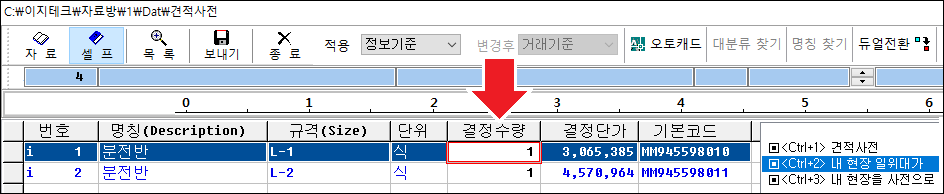 C:₩이지테크₩자료방₩1₩Dat₩견적사전
자 료 셀 프 목 록 보내기 종 료 적용 정보기준 변경후 거래기준 오토캐드 대분류 찾기 명칭 찾기 듀얼전환
4
0 1 2 3 4 5 6
번호 명칭(Description) 규격(Size) 단위 결정수량 결정단가 기본코드
i 1 분전반 L-1 식 1 3,065,385 MM945598010
i 2 분전반 L-2 식 1 4,570,964 MM945598011
<Ctrl+1> 견적사전
<Ctrl+2> 내 현장 일위대가
<Ctrl+3> 내 현장을 사전으로